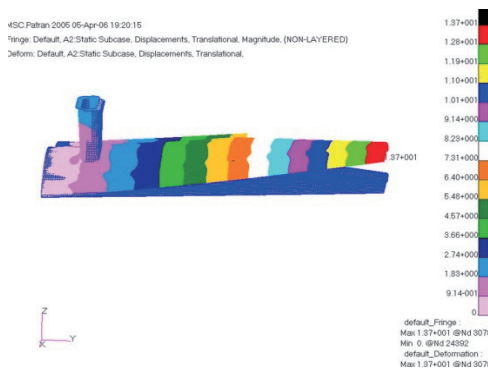 MSC.Patran 2005 05-Apr-06 19:20:15
Fringe: Default, A2:Static Subcase, Displacements, Translational, Magnitude, (NON-LAYERED)
Deform: Default, A2:Static Subcase, Displacements, Translational,
1.37+001
1.28+001
1.19+001
1.10+001
1.01+001
9.14+000
8.23+000
7.31+000
6.40+000
5.48+000
4.57+000
3.66+000
2.74+000
1.83+000
9.14-001
0
1.37+001
Z
X
Y
default_Fringe :
Max 1.37+001 @Nd 3078
Min 0. @Nd 24392
default_Deformation :
Max 1.37+001 @Nd 3078